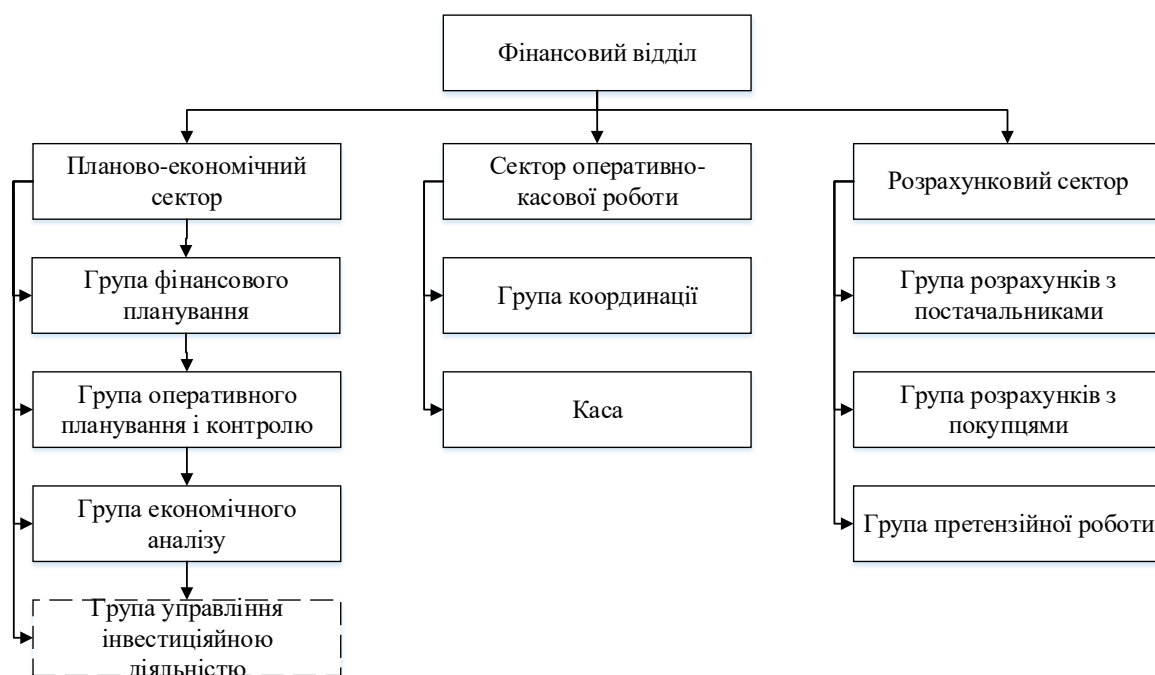 Фінансовий відділ
Планово-економічний
сектор
Група фінансового
планування
Група оперативного
планування і контролю
Група економічного
аналізу
Група управління
інвестиціяйною
діяльністю
Сектор оперативно-
касової роботи
Група координації
Каса
Розрахунковий сектор
Група розрахунків з
постачальниками
Група розрахунків з
покупцями
Група претензійної роботи